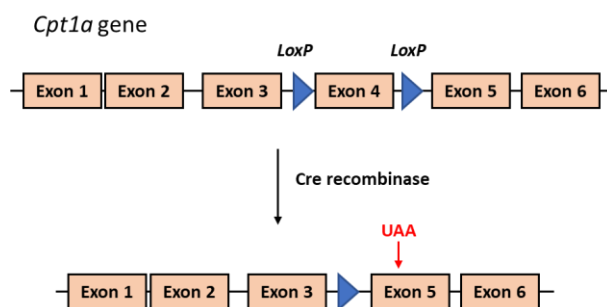 Cpt1a gene
LoxP LoxP
Exon 1 Exon 2 Exon 3 Exon 4 Exon 5 Exon 6
Cre recombinase
UAA
Exon 1 Exon 2 Exon 3 Exon 5 Exon 6